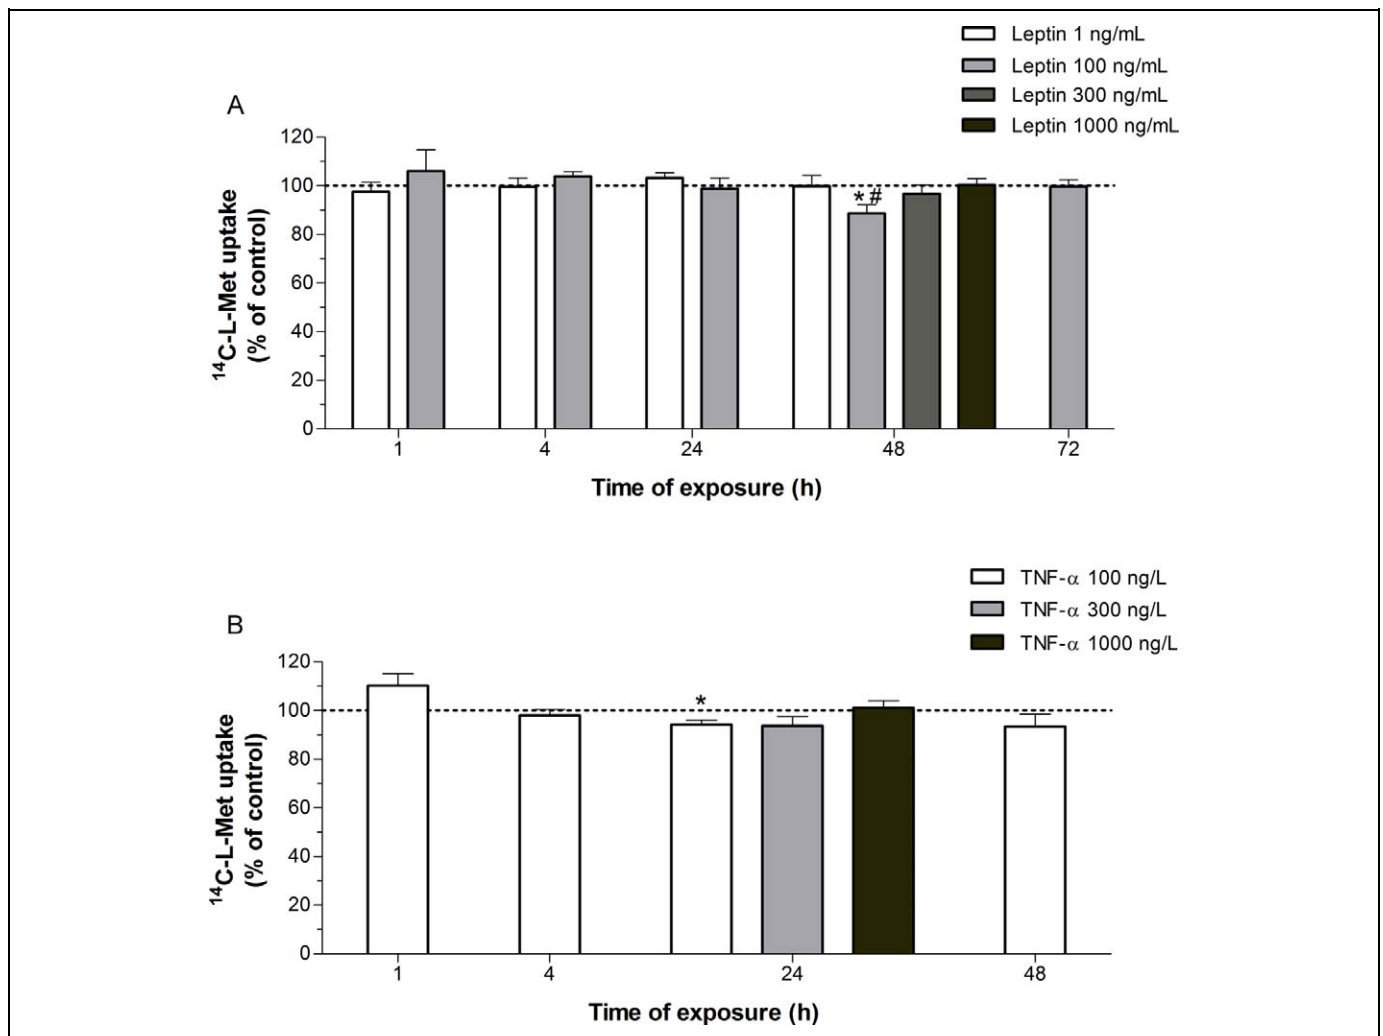 Leptin 1 ng/mL
Leptin 100 ng/mL
Leptin 300 ng/mL
Leptin 1000 ng/mL
A
120
100
80
60
40
20
0
¹⁴C-L-Met uptake
(% of control)
*#
1 4 24 48 72
Time of exposure (h)
TNF-α 100 ng/L
TNF-α 300 ng/L
TNF-α 1000 ng/L
B
120
100
80
60
40
20
0
¹⁴C-L-Met uptake
(% of control)
*
1 4 24 48
Time of exposure (h)